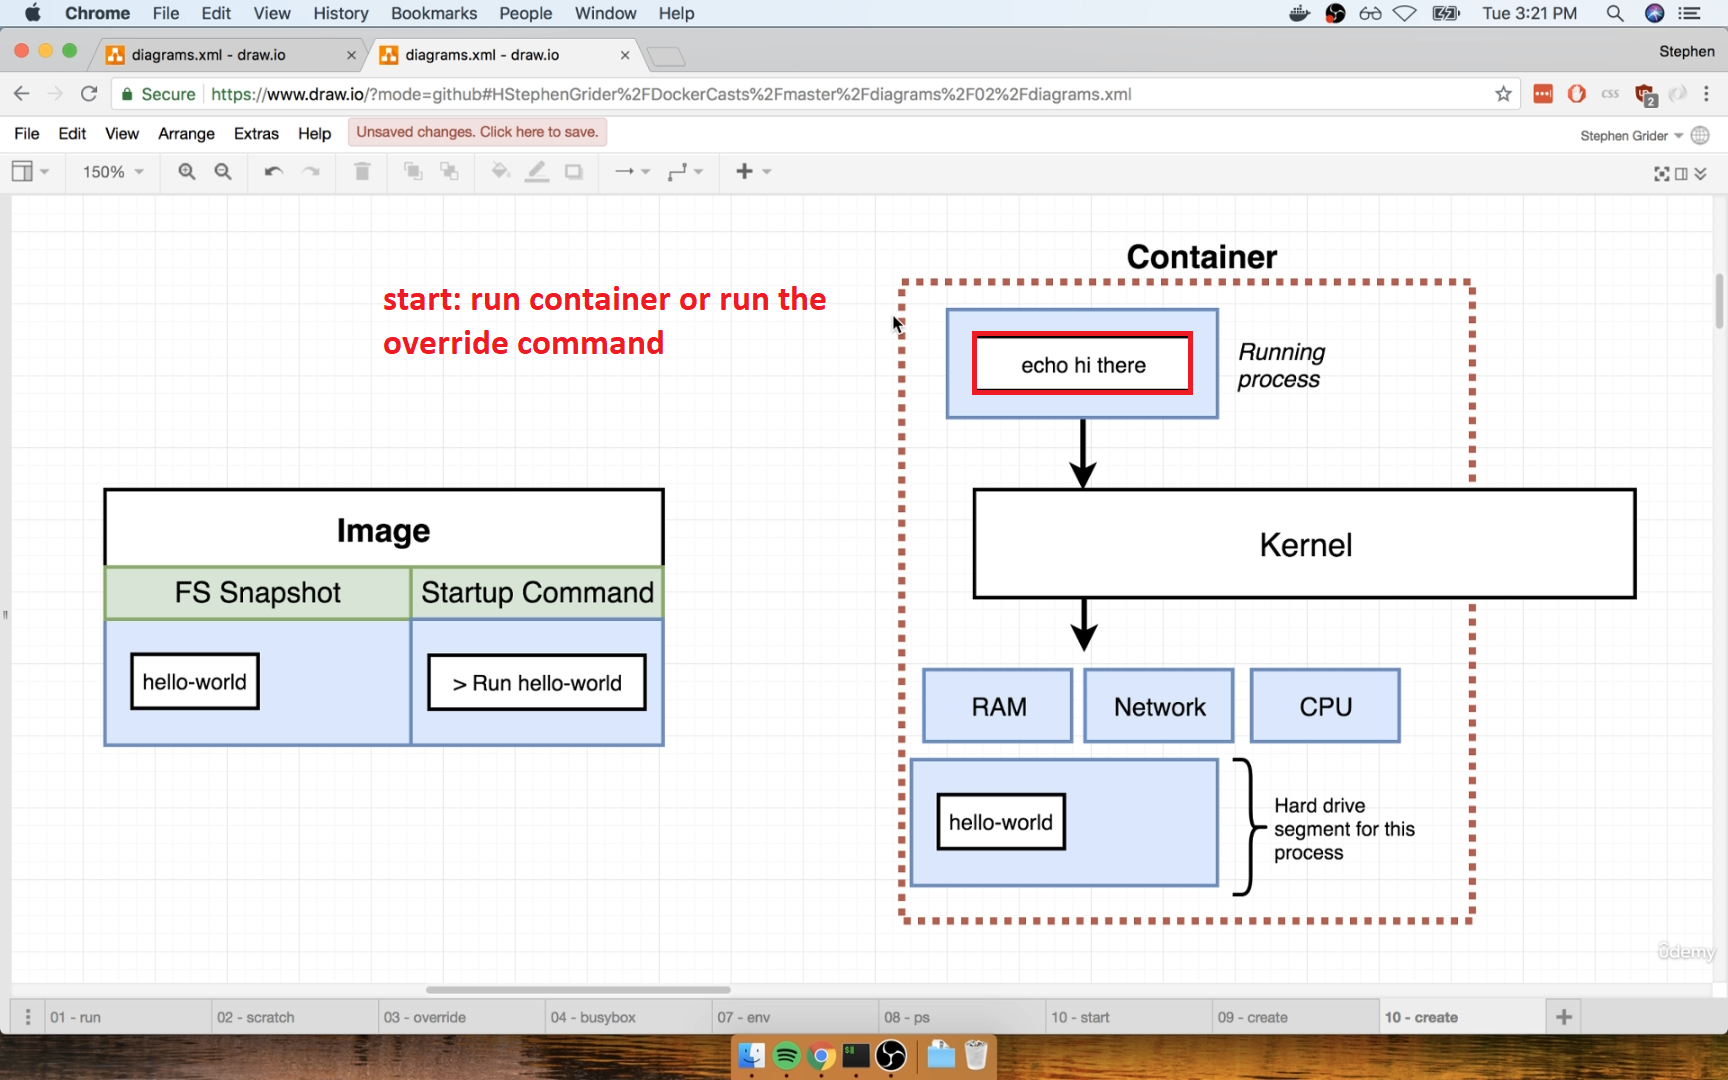 Chrome File Edit View History Bookmarks People Window Help Tue 3:21 PM
diagrams.xml - draw.io diagrams.xml - draw.io Stephen
Secure https://www.draw.io/?mode=github#HStephenGrider%2FDockerCasts%2Fmaster%2Fdiagrams%2F02%2Fdiagrams.xml css 2
File Edit View Arrange Extras Help Unsaved changes. Click here to save. Stephen Grider
150%
Container
start: run container or run the
override command
echo hi there
Running
process
Image
Kernel
FS Snapshot Startup Command
hello-world > Run hello-world
RAM Network CPU
hello-world
Hard drive
segment for this
process
ûdemy
01 - run 02 - scratch 03 - override 04 - busybox 07 - env 08 - ps 10 - start 09 - create 10 - create